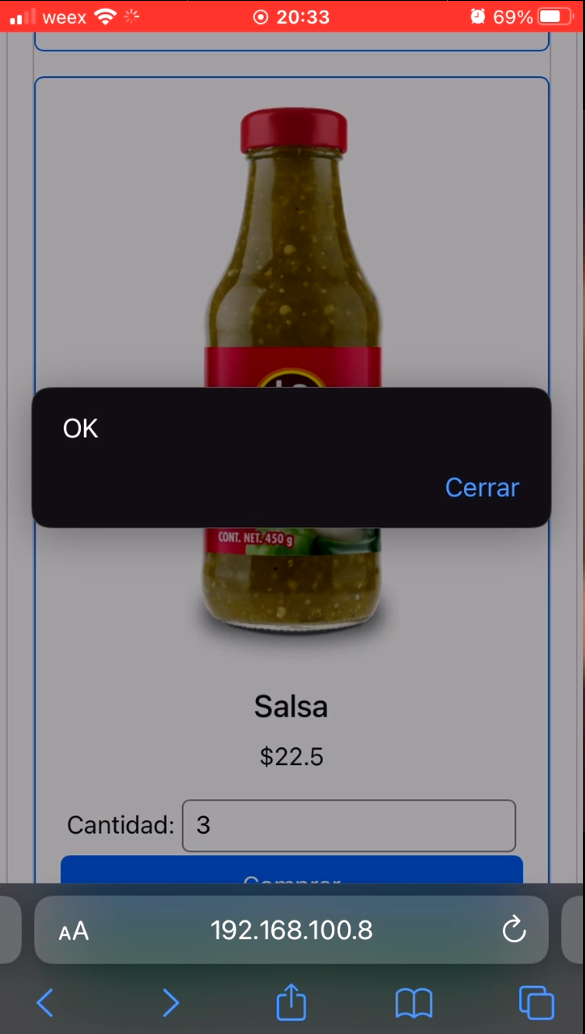 weex 20:33 69%
OK
Cerrar
CONT. NET. 450 g
Salsa
$22.5
Cantidad: 3
Comprar
AA 192.168.100.8